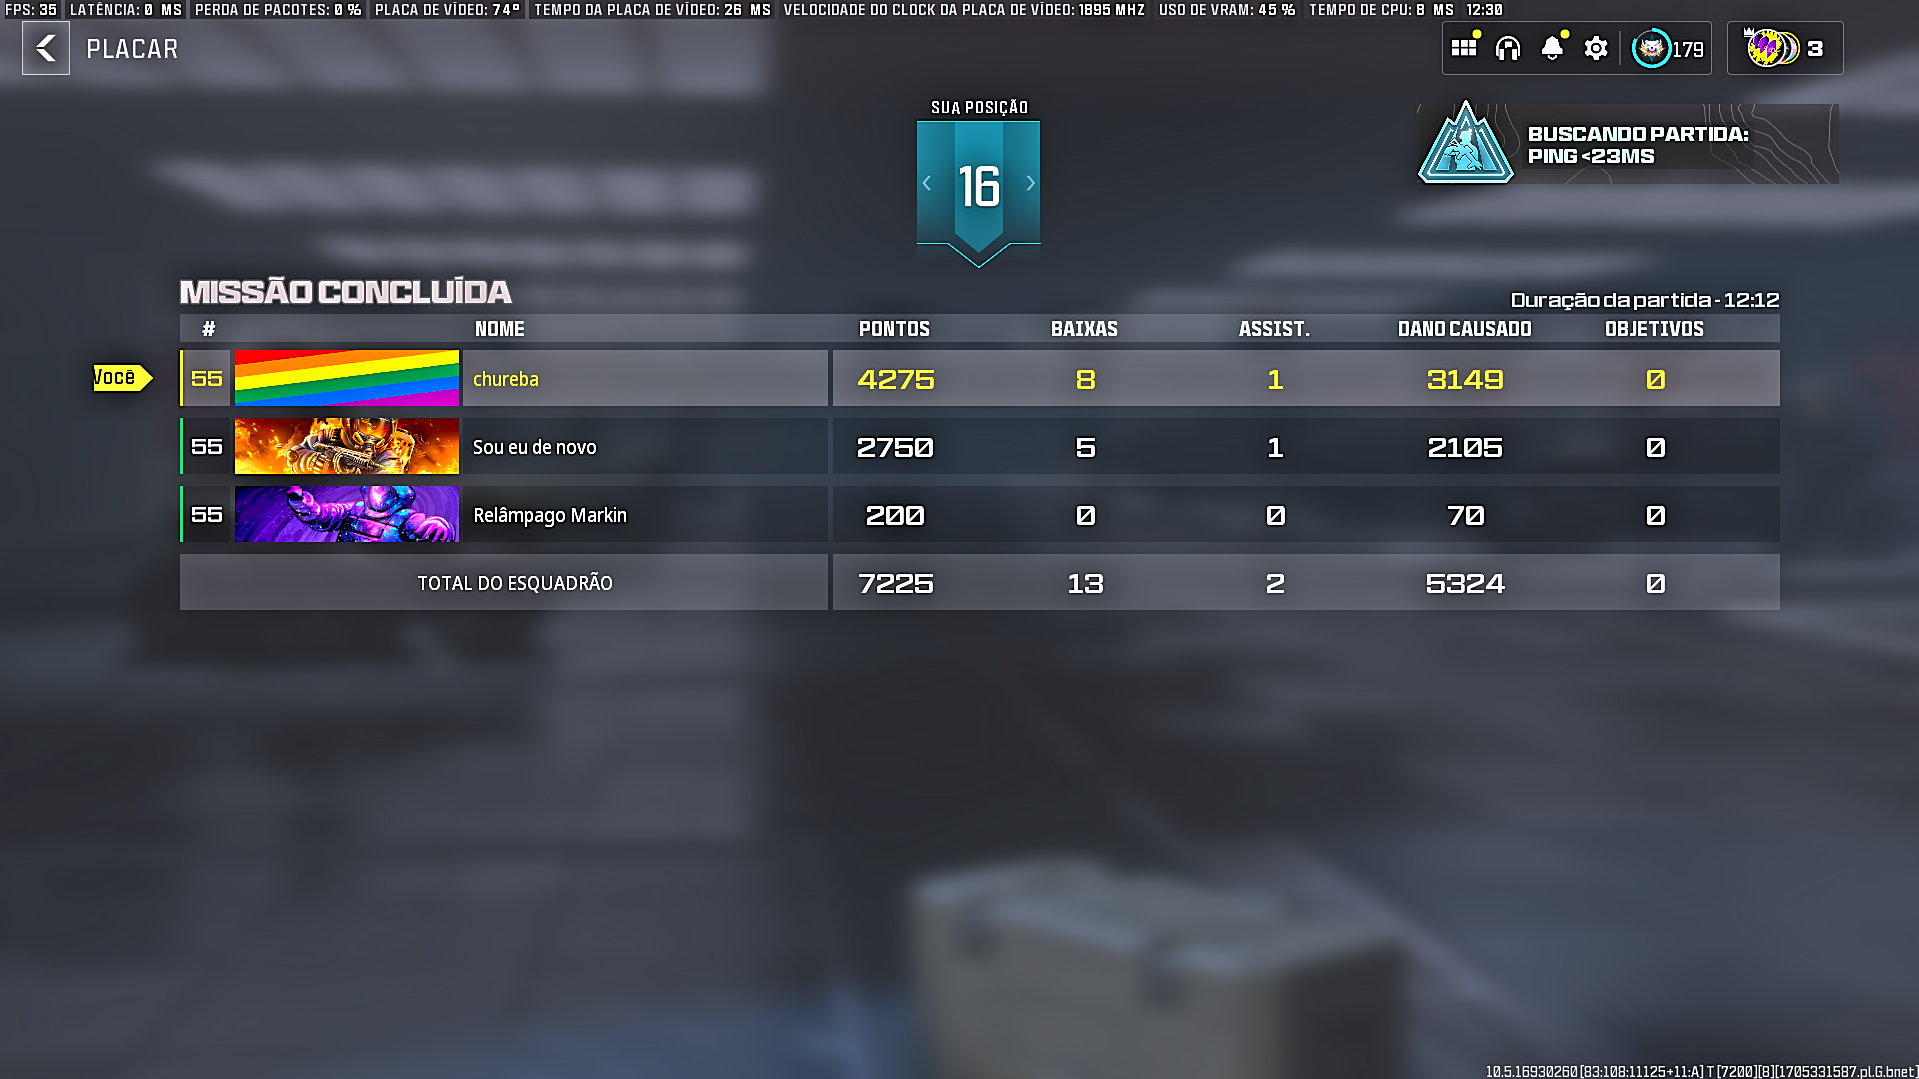 FPS: 35 LATÊNCIA: 0 MS PERDA DE PACOTES: 0 % PLACA DE VÍDEO: 74° TEMPO DA PLACA DE VÍDEO: 26 MS VELOCIDADE DO CLOCK DA PLACA DE VÍDEO: 1895 MHZ USO DE VRAM: 45 % TEMPO DE CPU: 8 MS 12:30
PLACAR
179
3
SUA POSIÇÃO
16
BUSCANDO PARTIDA:
PING <23MS
MISSÃO CONCLUÍDA
Duração da partida - 12:12
# NOME PONTOS BAIXAS ASSIST. DANO CAUSADO OBJETIVOS
Você 55 chureba 4275 8 1 3149 0
55 Sou eu de novo 2750 5 1 2105 0
55 Relâmpago Markin 200 0 0 70 0
TOTAL DO ESQUADRÃO 7225 13 2 5324 0
10.5.16930260 [83:108:11125+11:A] T [7200][8][1705331587.pl.G.bnet]